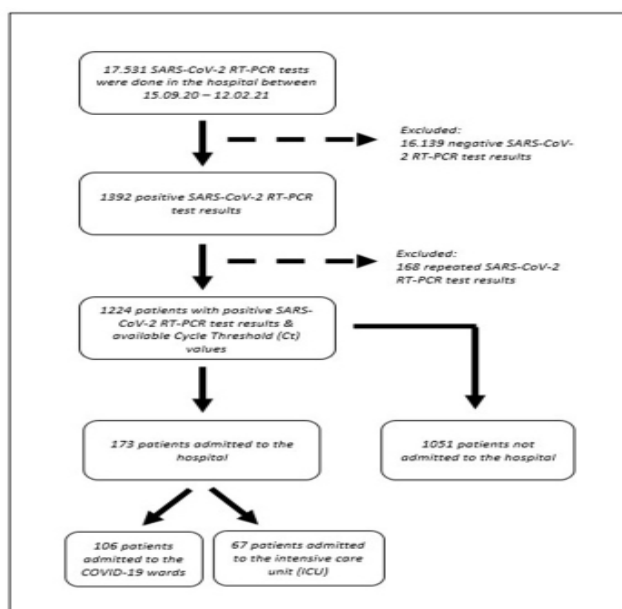 17.531 SARS-CoV-2 RT-PCR tests
were done in the hospital between
15.09.20 – 12.02.21
Excluded:
16.139 negative SARS-CoV-
2 RT-PCR test results
1392 positive SARS-CoV-2 RT-PCR
test results
Excluded:
168 repeated SARS-CoV-2
RT-PCR test results
1224 patients with positive SARS-
CoV-2 RT-PCR test results &
available Cycle Threshold (Ct)
values
173 patients admitted to the
hospital
1051 patients not
admitted to the hospital
106 patients
admitted to the
COVID-19 wards
67 patients admitted
to the intensive care
unit (ICU)